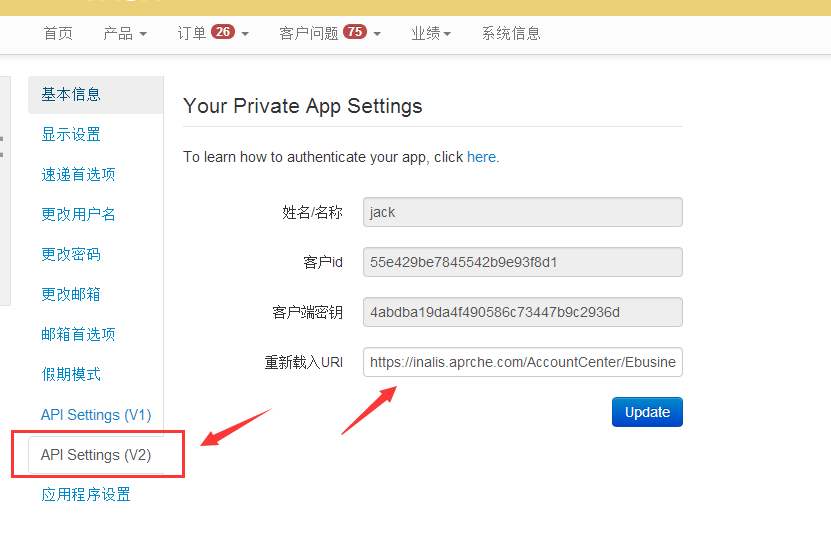 首页 产品 订单 26 客户问题 75 业绩 系统信息
基本信息
显示设置
速递首选项
更改用户名
更改密码
更改邮箱
邮箱首选项
假期模式
API Settings (V1)
API Settings (V2)
应用程序设置
Your Private App Settings
To learn how to authenticate your app, click here.
姓名/名称 jack
客户id 55e429be7845542b9e93f8d1
客户端密钥 4abdba19da4f490586c73447b9c2936d
重新载入URI https://inalis.aprche.com/AccountCenter/Ebusine
Update